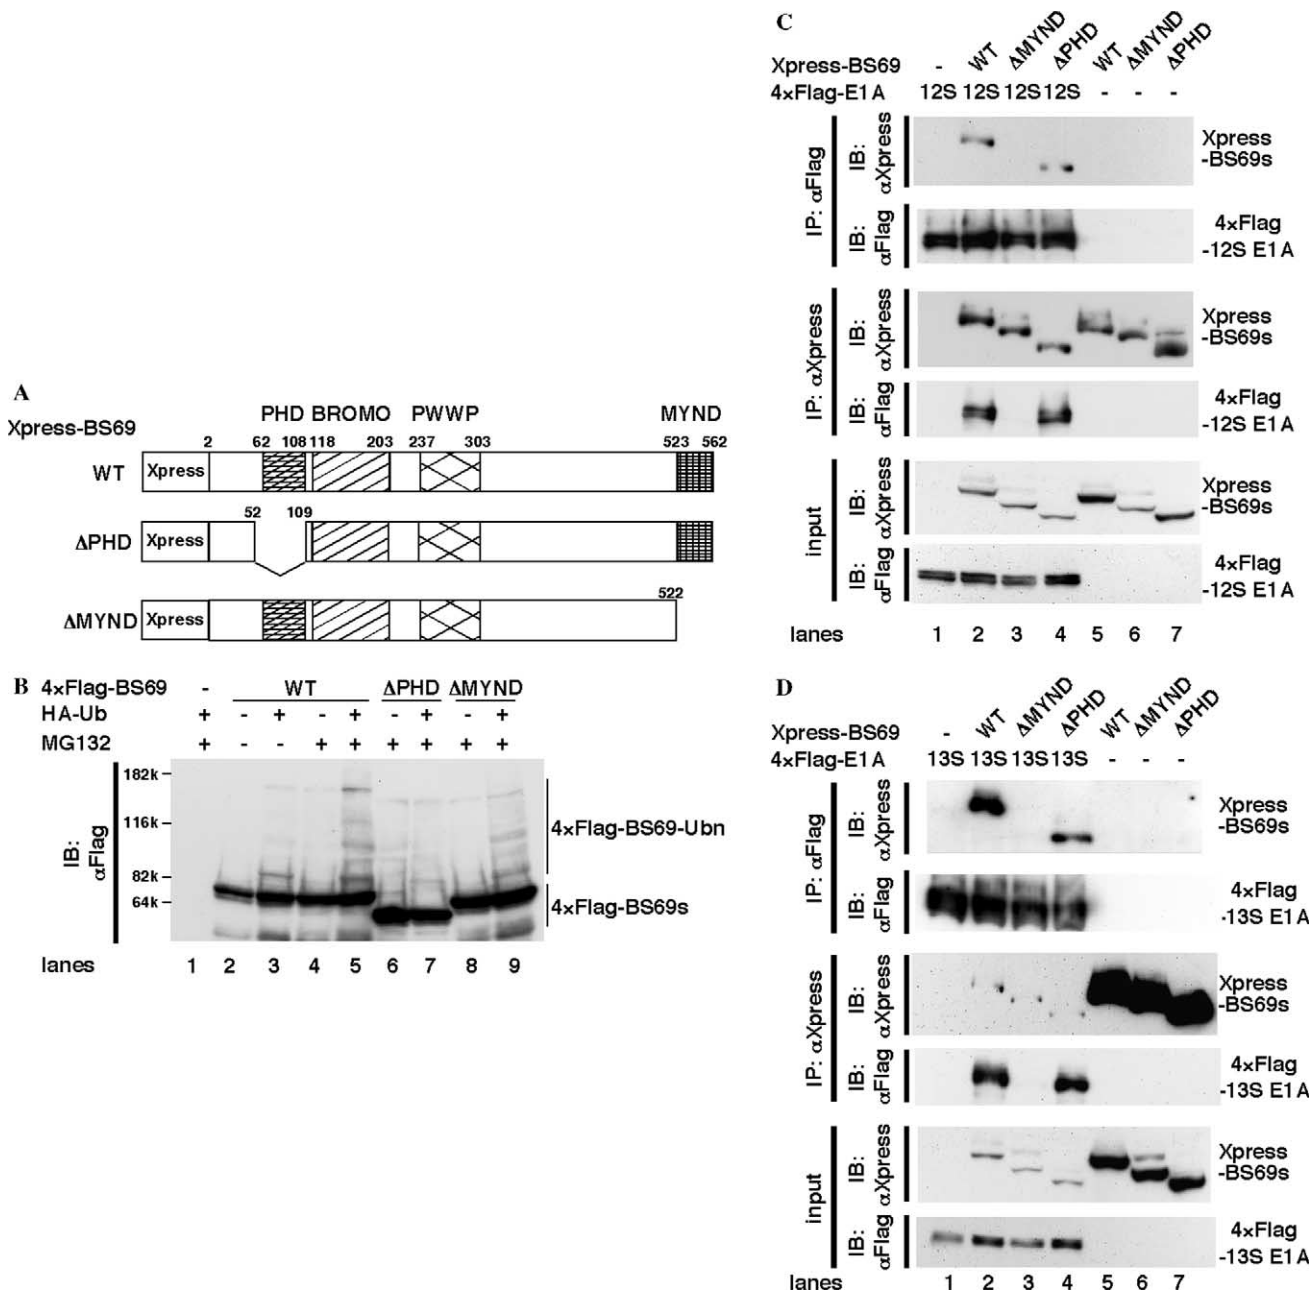 A
PHD BROMO PWWP MYND
Xpress-BS69
2 62 108 118 203 237 303 523 562
WT Xpress
52 109
ΔPHD Xpress
522
ΔMYND Xpress
B
4×Flag-BS69 - WT ΔPHD ΔMYND
HA-Ub + - + - + - + - +
MG132 + - - + + + + + +
IB: αFlag
182k
116k
82k
64k
4×Flag-BS69-Ubn
4×Flag-BS69s
lanes 1 2 3 4 5 6 7 8 9
C
Xpress-BS69 - WT ΔMYND ΔPHD WT ΔMYND ΔPHD
4×Flag-E1A 12S 12S 12S 12S - - -
IP: αFlag
IB: αXpress
Xpress -BS69s
IB: αFlag
4×Flag -12S E1A
IP: αXpress
IB: αXpress
Xpress -BS69s
IB: αFlag
4×Flag -12S E1A
input
IB: αXpress
Xpress -BS69s
IB: αFlag
4×Flag -12S E1A
lanes 1 2 3 4 5 6 7
D
Xpress-BS69 - WT ΔMYND ΔPHD WT ΔMYND ΔPHD
4×Flag-E1A 13S 13S 13S 13S - - -
IP: αFlag
IB: αXpress
Xpress -BS69s
IB: αFlag
4×Flag -13S E1A
IP: αXpress
IB: αXpress
Xpress -BS69s
IB: αFlag
4×Flag -13S E1A
input
IB: αXpress
Xpress -BS69s
IB: αFlag
4×Flag -13S E1A
lanes 1 2 3 4 5 6 7